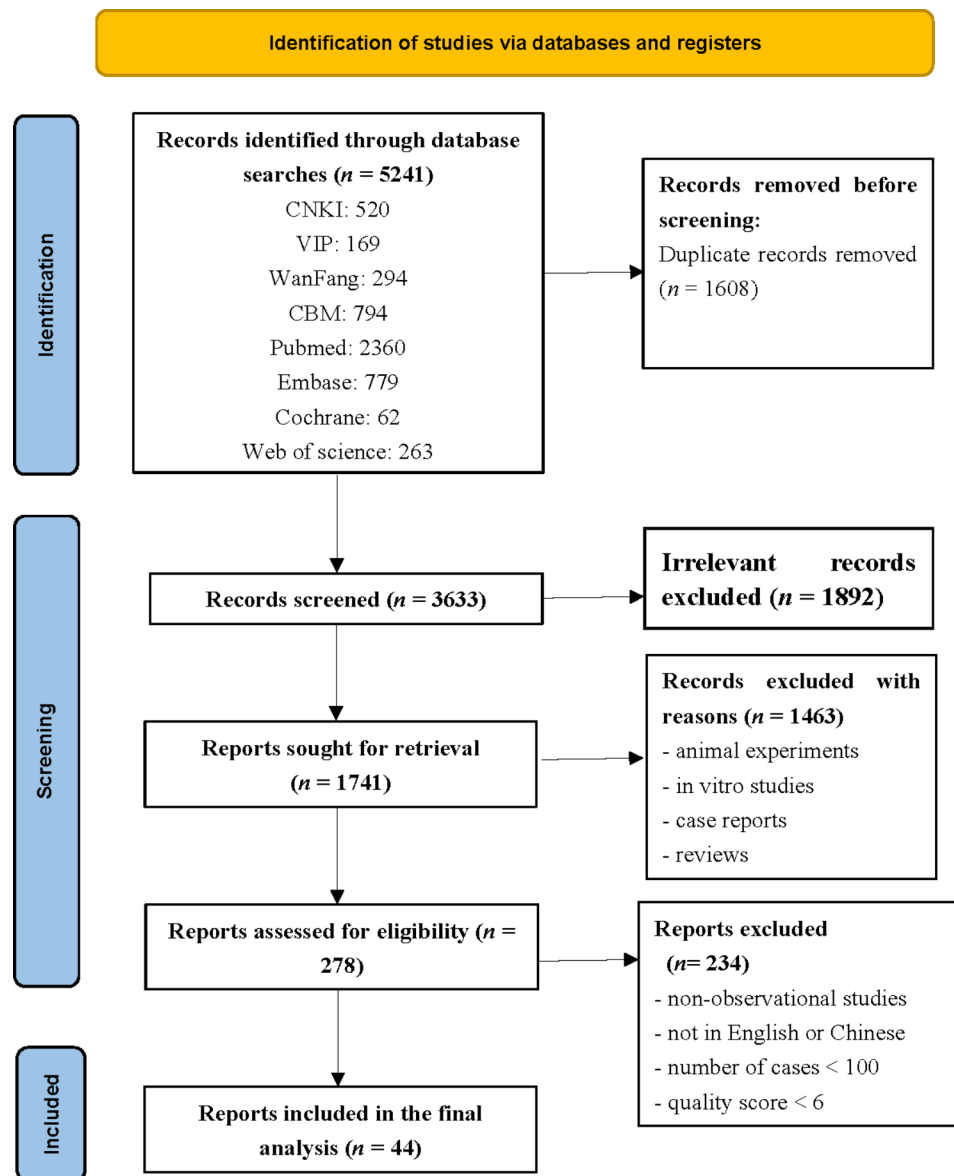 Identification of studies via databases and registers
Identification
Records identified through database
searches (n = 5241)
CNKI: 520
VIP: 169
WanFang: 294
CBM: 794
Pubmed: 2360
Embase: 779
Cochrane: 62
Web of science: 263
Records removed before
screening:
Duplicate records removed
(n = 1608)
Screening
Records screened (n = 3633)
Irrelevant records
excluded (n = 1892)
Reports sought for retrieval
(n = 1741)
Records excluded with
reasons (n = 1463)
- animal experiments
- in vitro studies
- case reports
- reviews
Reports assessed for eligibility (n =
278)
Reports excluded
(n= 234)
- non-observational studies
- not in English or Chinese
- number of cases < 100
- quality score < 6
Included
Reports included in the final
analysis (n = 44)